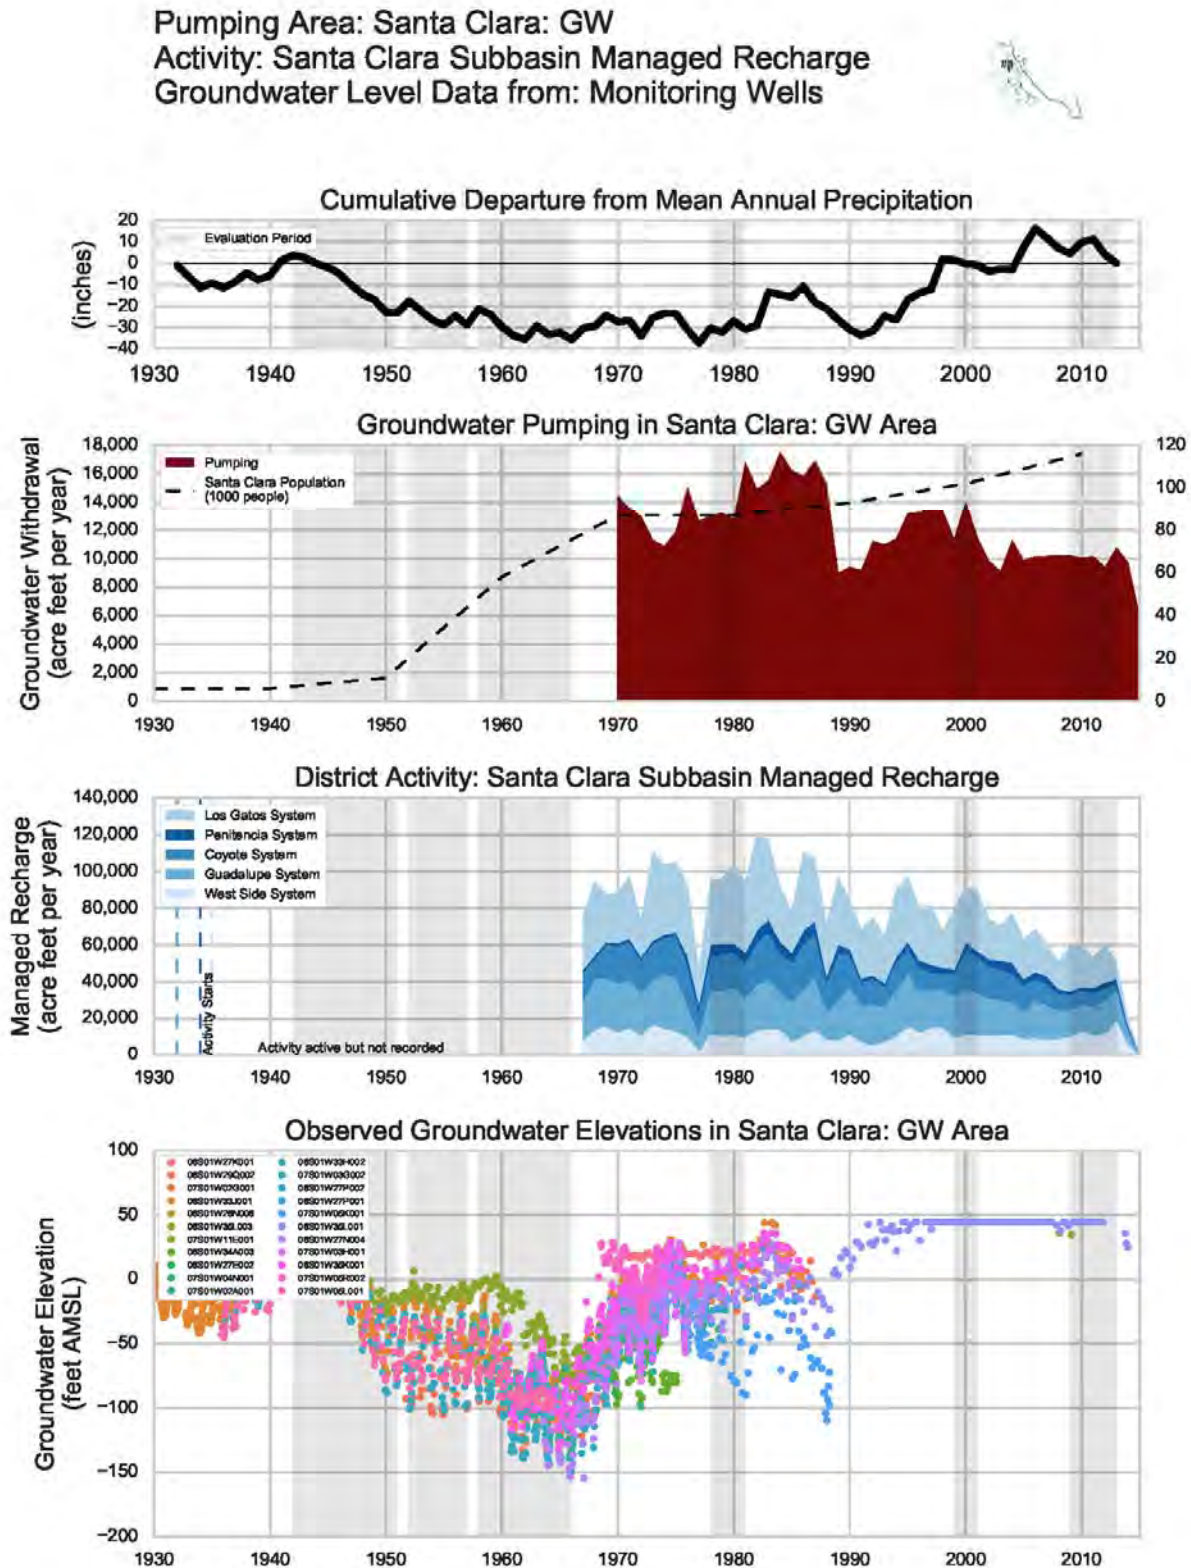 Pumping Area: Santa Clara: GW
Activity: Santa Clara Subbasin Managed Recharge
Groundwater Level Data from: Monitoring Wells
Cumulative Departure from Mean Annual Precipitation
(inches)
20
10
0
−10
−20
−30
−40
Evaluation Period
1930 1940 1950 1960 1970 1980 1990 2000 2010
Groundwater Pumping in Santa Clara: GW Area
Groundwater Withdrawal
(acre feet per year)
18,000
16,000
14,000
12,000
10,000
8,000
6,000
4,000
2,000
0
Pumping
Santa Clara Population
(1000 people)
120
100
80
60
40
20
0
1930 1940 1950 1960 1970 1980 1990 2000 2010
District Activity: Santa Clara Subbasin Managed Recharge
Managed Recharge
(acre feet per year)
140,000
120,000
100,000
80,000
60,000
40,000
20,000
0
Los Gatos System
Penitencia System
Coyote System
Guadalupe System
West Side System
Activity Starts
Activity active but not recorded
1930 1940 1950 1960 1970 1980 1990 2000 2010
Observed Groundwater Elevations in Santa Clara: GW Area
Groundwater Elevation
(feet AMSL)
100
50
0
−50
−100
−150
−200
07S01W11E001
07S01W04N001
07S01W02A001
1930 1940 1950 1960 1970 1980 1990 2000 2010